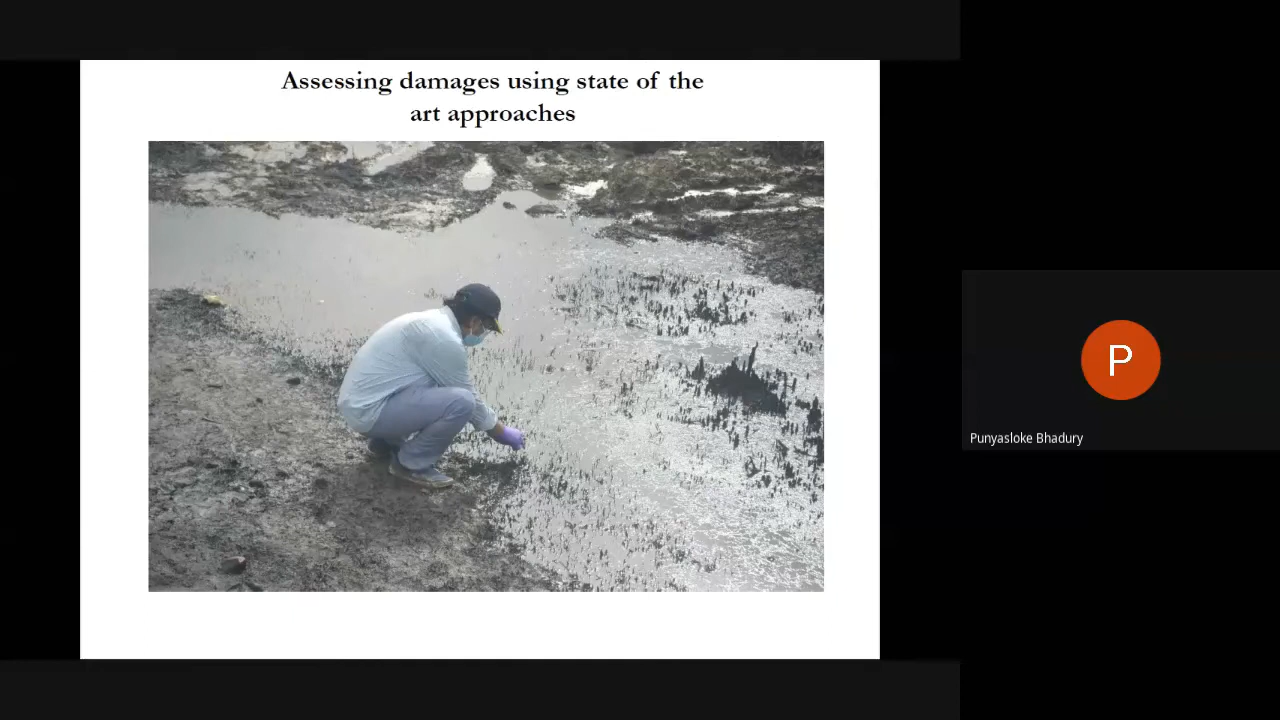 Assessing damages using state of the
art approaches
P
Punyasloke Bhadury